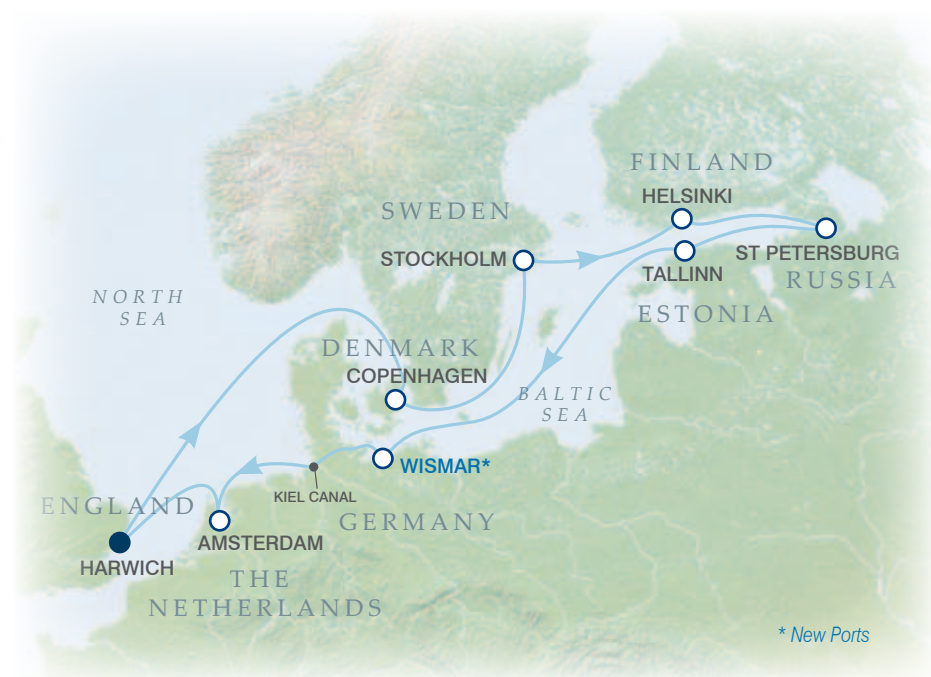 FINLAND
HELSINKI
SWEDEN
STOCKHOLM
ST PETERSBURG
TALLINN
RUSSIA
NORTH
SEA
ESTONIA
DENMARK
COPENHAGEN
BALTIC
SEA
WISMAR*
KIEL CANAL
ENGLAND
GERMANY
AMSTERDAM
HARWICH
THE
NETHERLANDS
* New Ports